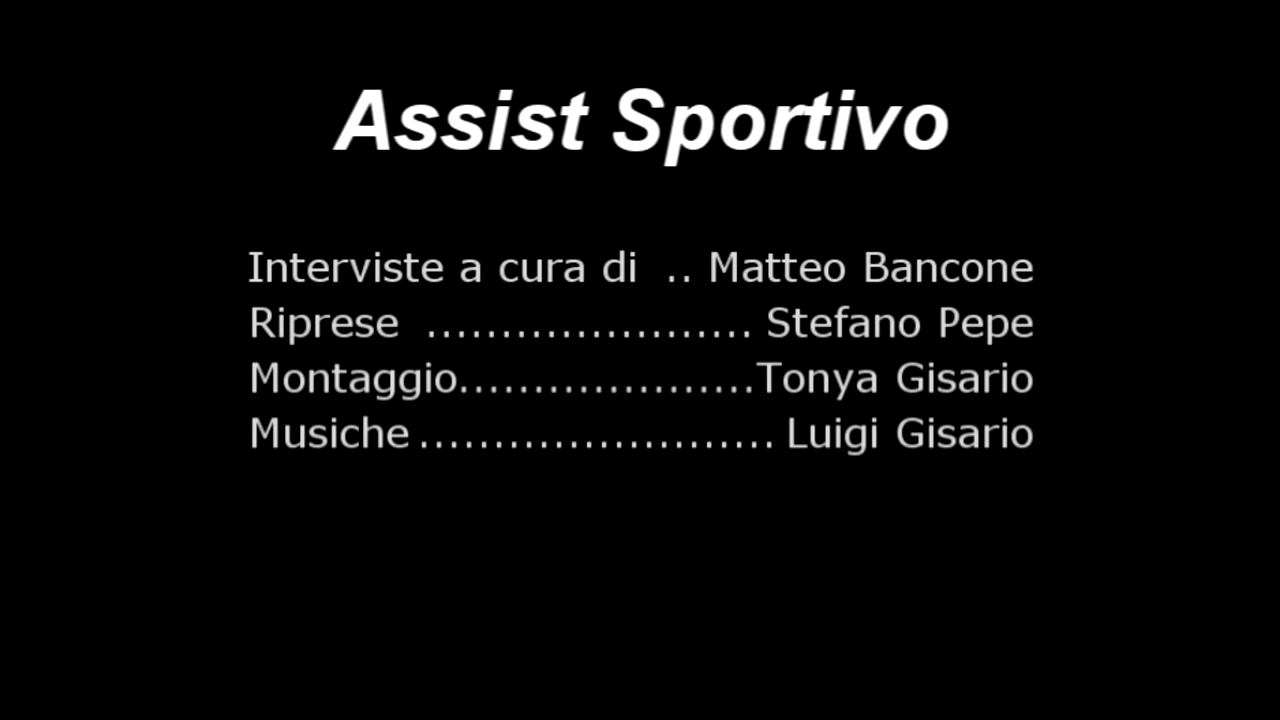 Assist Sportivo
Interviste a cura di .. Matteo Bancone
Riprese ...................... Stefano Pepe
Montaggio....................Tonya Gisario
Musiche ........................ Luigi Gisario